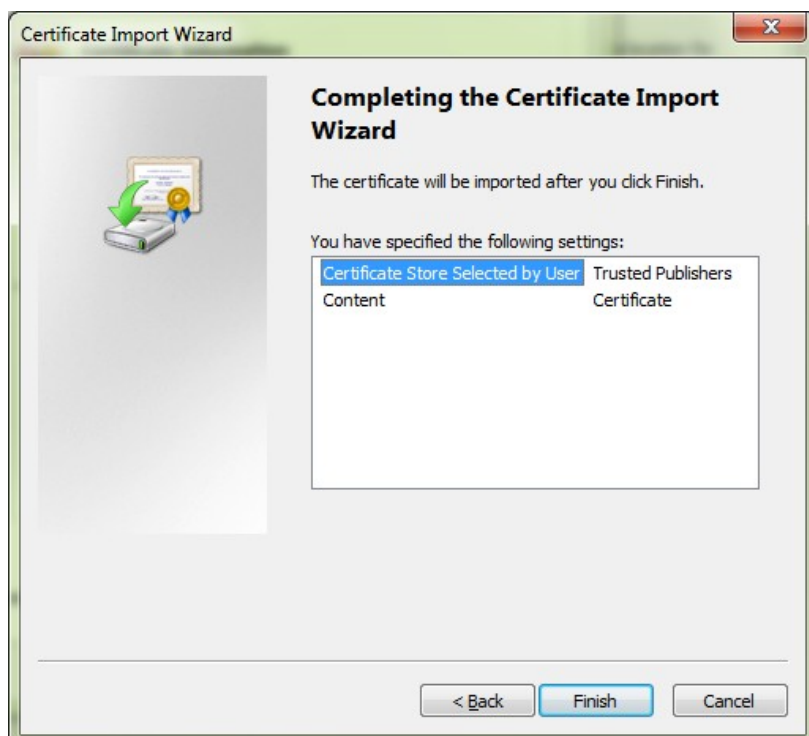 Certificate Import Wizard
Completing the Certificate Import
Wizard
The certificate will be imported after you click Finish.
You have specified the following settings:
Certificate Store Selected by User Trusted Publishers
Content Certificate
< Back Finish Cancel